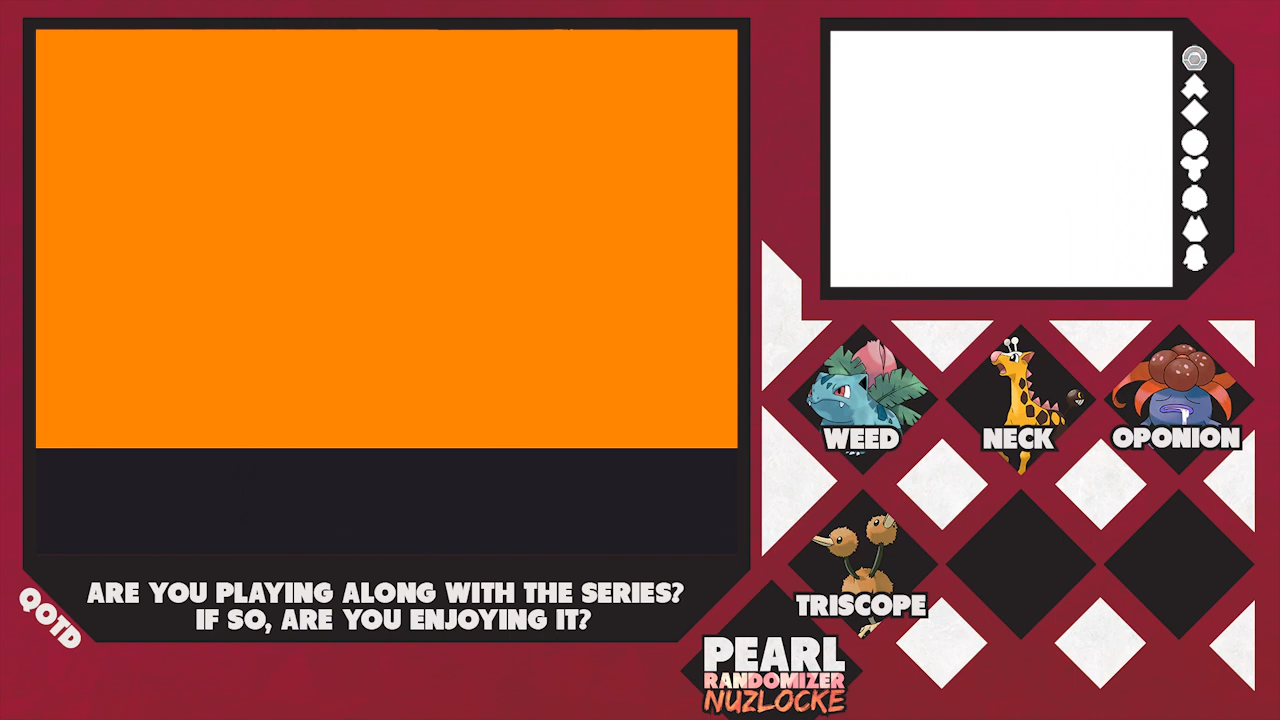 WEED
NECK
OPONION
TRISCOPE
QOTD
ARE YOU PLAYING ALONG WITH THE SERIES?
IF SO, ARE YOU ENJOYING IT?
PEARL
RANDOMIZER
NUZLOCKE